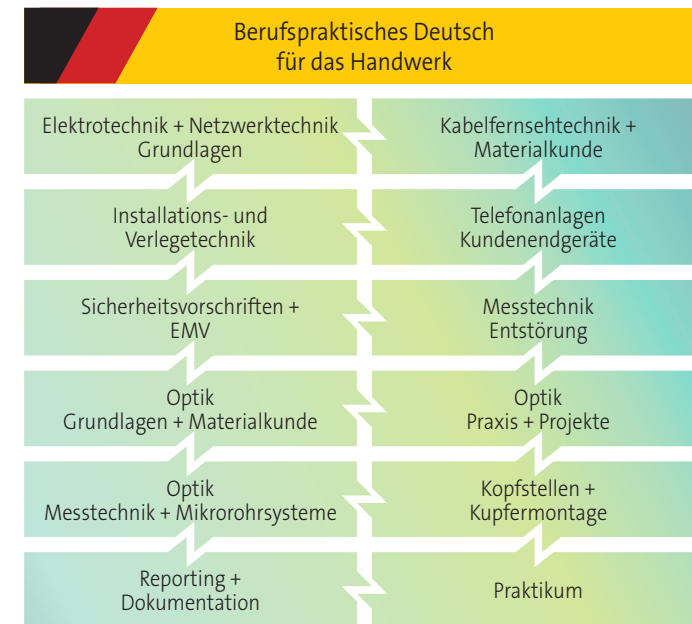 Berufspraktisches Deutsch
für das Handwerk
Elektrotechnik + Netzwerktechnik
Grundlagen
Kabelfernsehtechnik +
Materialkunde
Installations- und
Verlegetechnik
Telefonanlagen
Kundenendgeräte
Sicherheitsvorschriften +
EMV
Messtechnik
Entstörung
Optik
Grundlagen + Materialkunde
Optik
Praxis + Projekte
Optik
Messtechnik + Mikrorohrsysteme
Kopfstellen +
Kupfermontage
Reporting +
Dokumentation
Praktikum